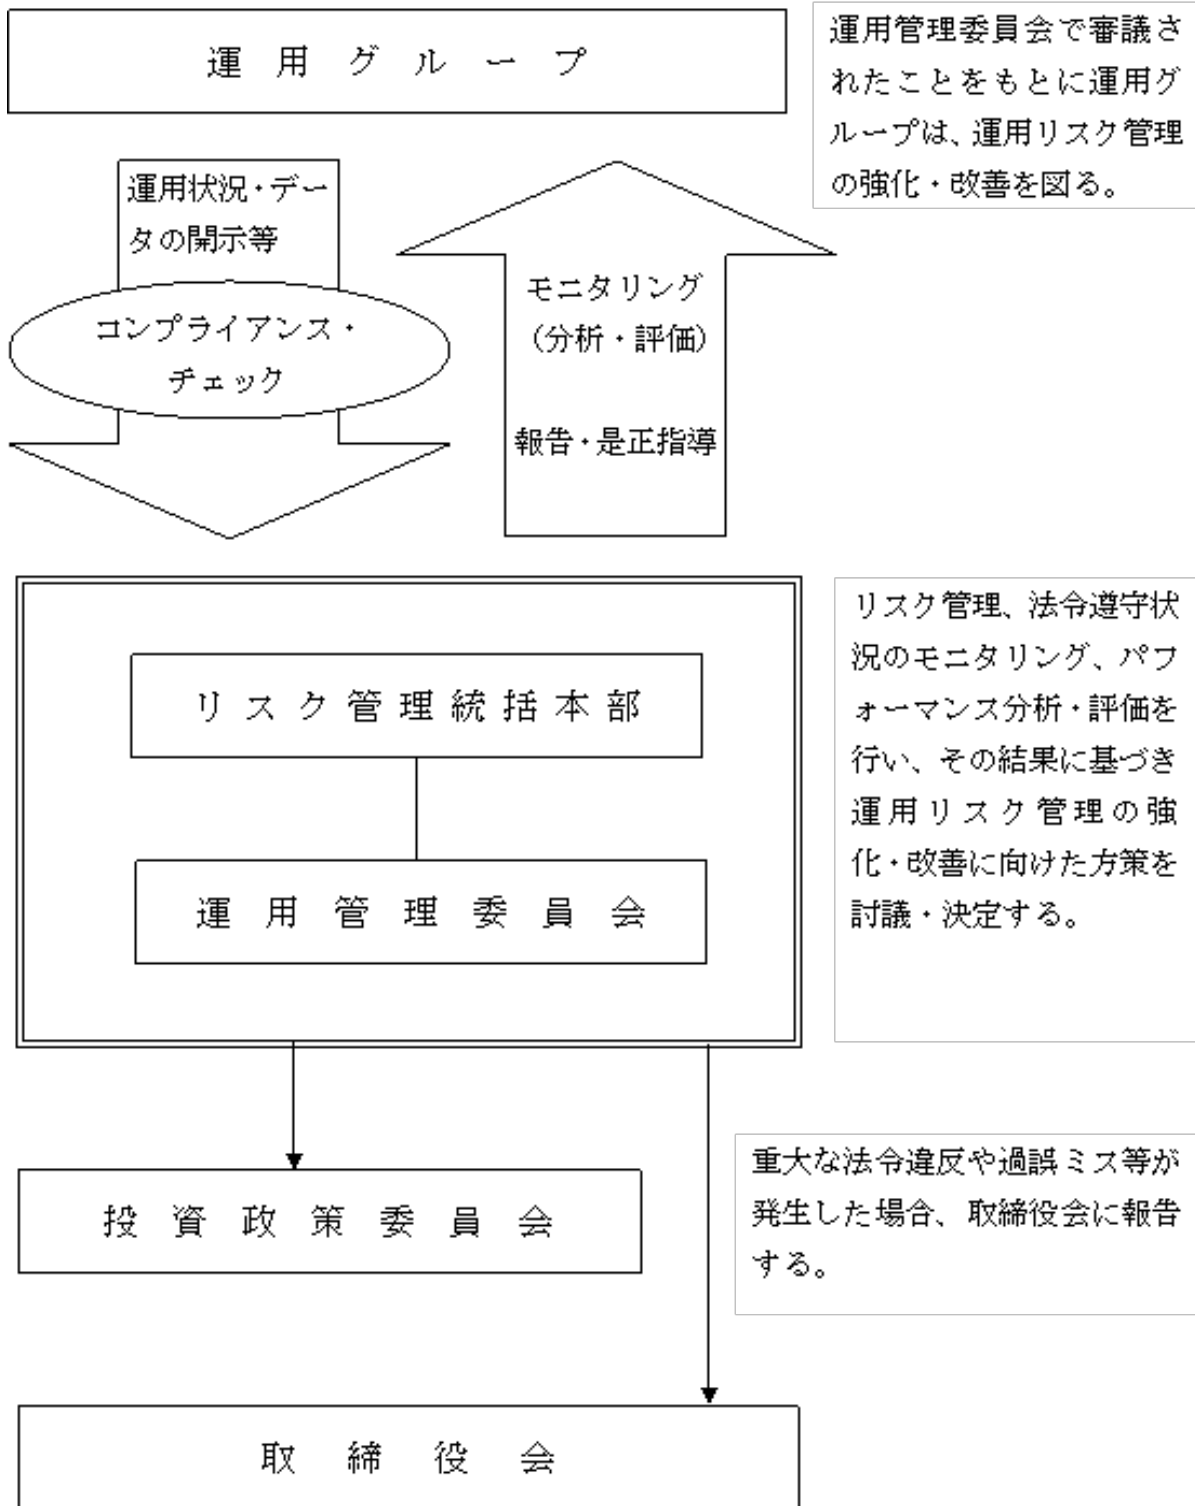 運用グループ
運用管理委員会で審議さ
れたことをもとに運用グ
ループは、運用リスク管理
の強化・改善を図る。
運用状況・デー
タの開示等
コンプライアンス・
チェック
モニタリング
（分析・評価）
報告・是正指導
リスク管理統括本部
運用管理委員会
リスク管理、法令遵守状
況のモニタリング、パフ
ォーマンス分析・評価を
行い、その結果に基づき
運用リスク管理の強
化・改善に向けた方策を
討議・決定する。
投資政策委員会
重大な法令違反や過誤ミス等が
発生した場合、取締役会に報告
する。
取締役会